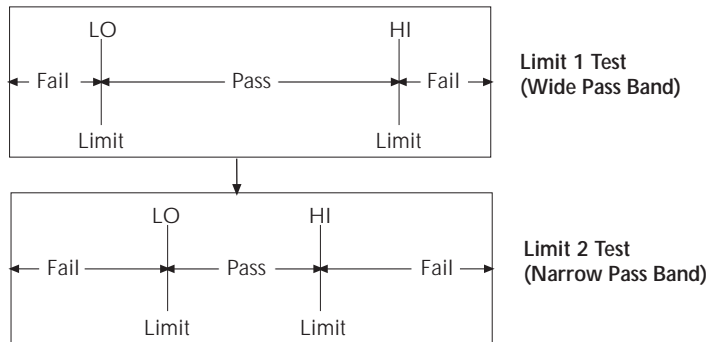 LO HI
Fail Pass Fail
Limit Limit
Limit 1 Test
(Wide Pass Band)
LO HI
Fail Pass Fail
Limit Limit
Limit 2 Test
(Narrow Pass Band)